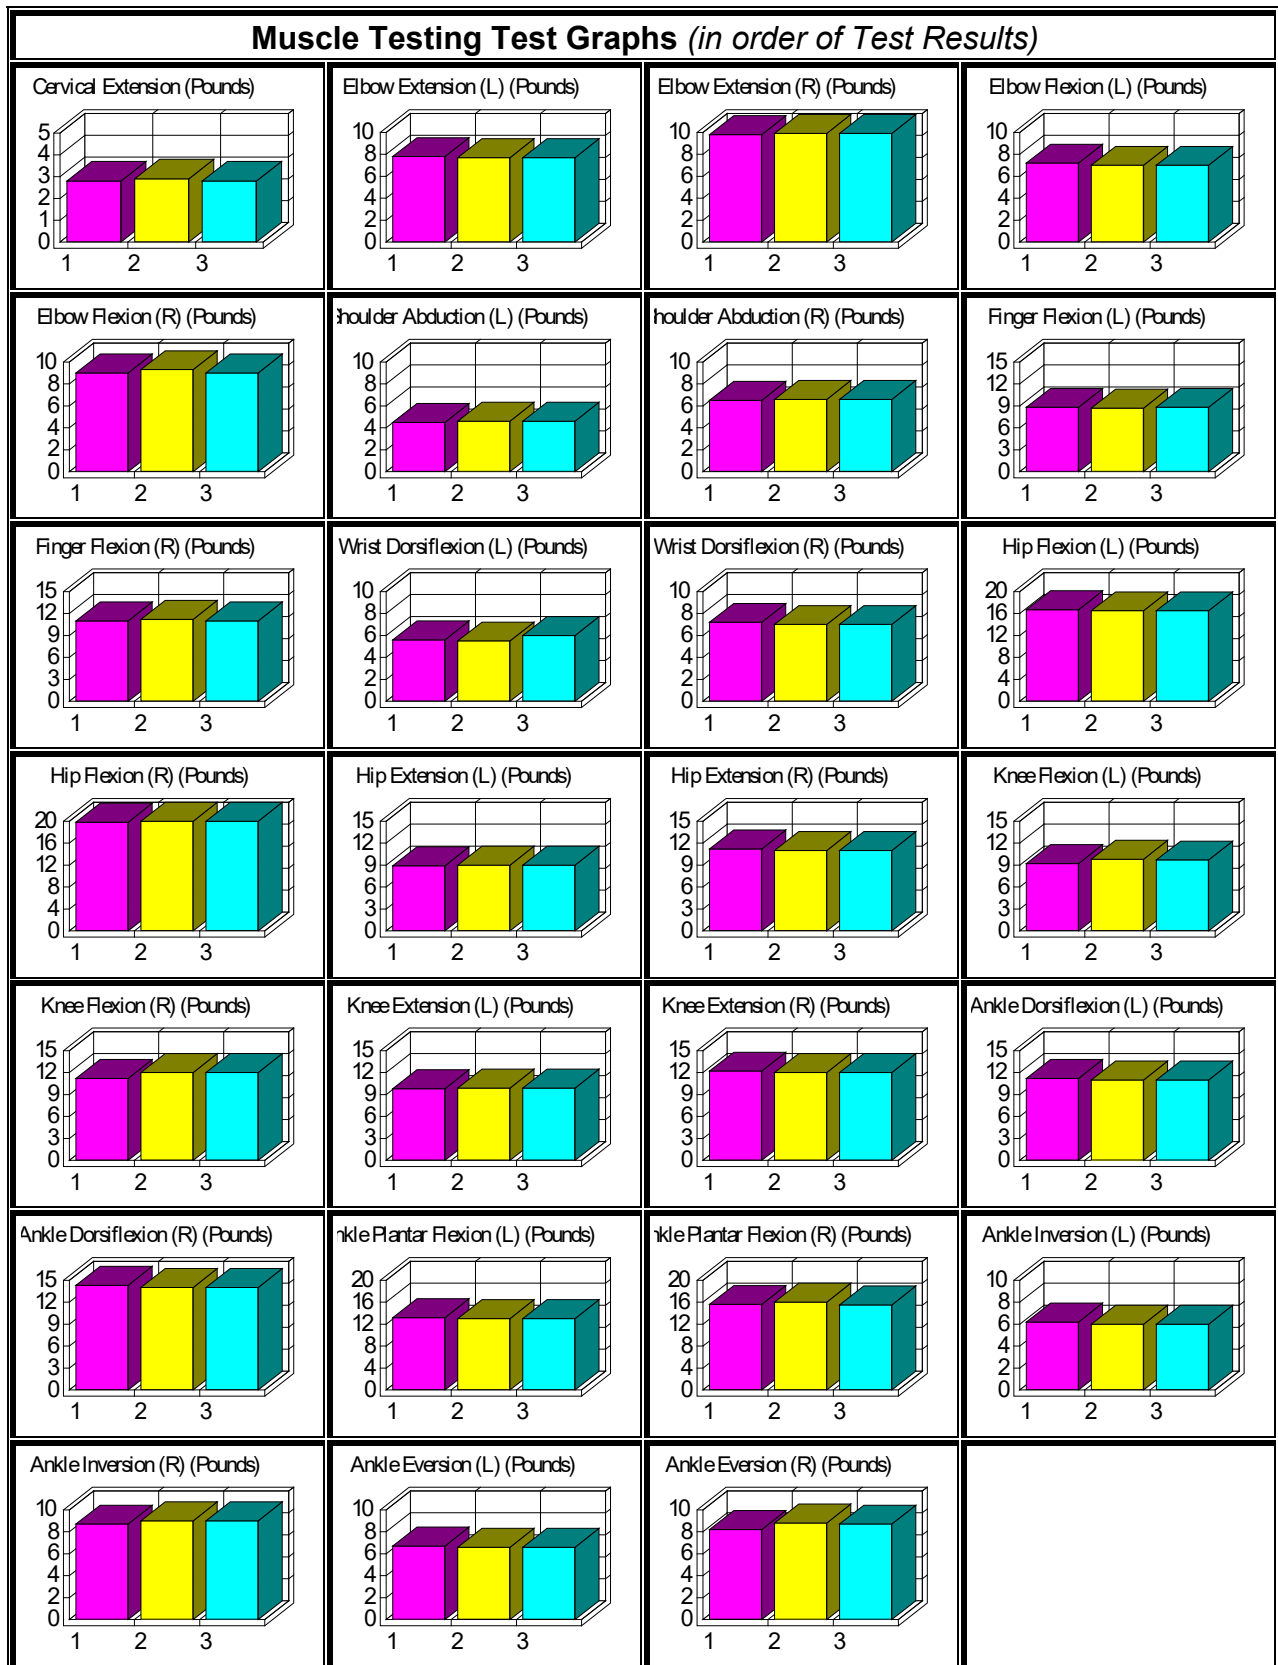 Muscle Testing Test Graphs (in order of Test Results)
Cervical Extension (Pounds)
5
4
3
2
1
0
1 2 3
Elbow Extension (L) (Pounds)
10
8
6
4
2
0
1 2 3
Elbow Extension (R) (Pounds)
10
8
6
4
2
0
1 2 3
Elbow Flexion (L) (Pounds)
10
8
6
4
2
0
1 2 3
Elbow Flexion (R) (Pounds)
10
8
6
4
2
0
1 2 3
houlder Abduction (L) (Pounds)
10
8
6
4
2
0
1 2 3
houlder Abduction (R) (Pounds)
10
8
6
4
2
0
1 2 3
Finger Flexion (L) (Pounds)
15
12
9
6
3
0
1 2 3
Finger Flexion (R) (Pounds)
15
12
9
6
3
0
1 2 3
Wrist Dorsiflexion (L) (Pounds)
10
8
6
4
2
0
1 2 3
Wrist Dorsiflexion (R) (Pounds)
10
8
6
4
2
0
1 2 3
Hip Flexion (L) (Pounds)
20
16
12
8
4
0
1 2 3
Hip Flexion (R) (Pounds)
20
16
12
8
4
0
1 2 3
Hip Extension (L) (Pounds)
15
12
9
6
3
0
1 2 3
Hip Extension (R) (Pounds)
15
12
9
6
3
0
1 2 3
Knee Flexion (L) (Pounds)
15
12
9
6
3
0
1 2 3
Knee Flexion (R) (Pounds)
15
12
9
6
3
0
1 2 3
Knee Extension (L) (Pounds)
15
12
9
6
3
0
1 2 3
Knee Extension (R) (Pounds)
15
12
9
6
3
0
1 2 3
Ankle Dorsiflexion (L) (Pounds)
15
12
9
6
3
0
1 2 3
Ankle Dorsiflexion (R) (Pounds)
15
12
9
6
3
0
1 2 3
nkle Plantar Flexion (L) (Pounds)
20
16
12
8
4
0
1 2 3
nkle Plantar Flexion (R) (Pounds)
20
16
12
8
4
0
1 2 3
Ankle Inversion (L) (Pounds)
10
8
6
4
2
0
1 2 3
Ankle Inversion (R) (Pounds)
10
8
6
4
2
0
1 2 3
Ankle Eversion (L) (Pounds)
10
8
6
4
2
0
1 2 3
Ankle Eversion (R) (Pounds)
10
8
6
4
2
0
1 2 3